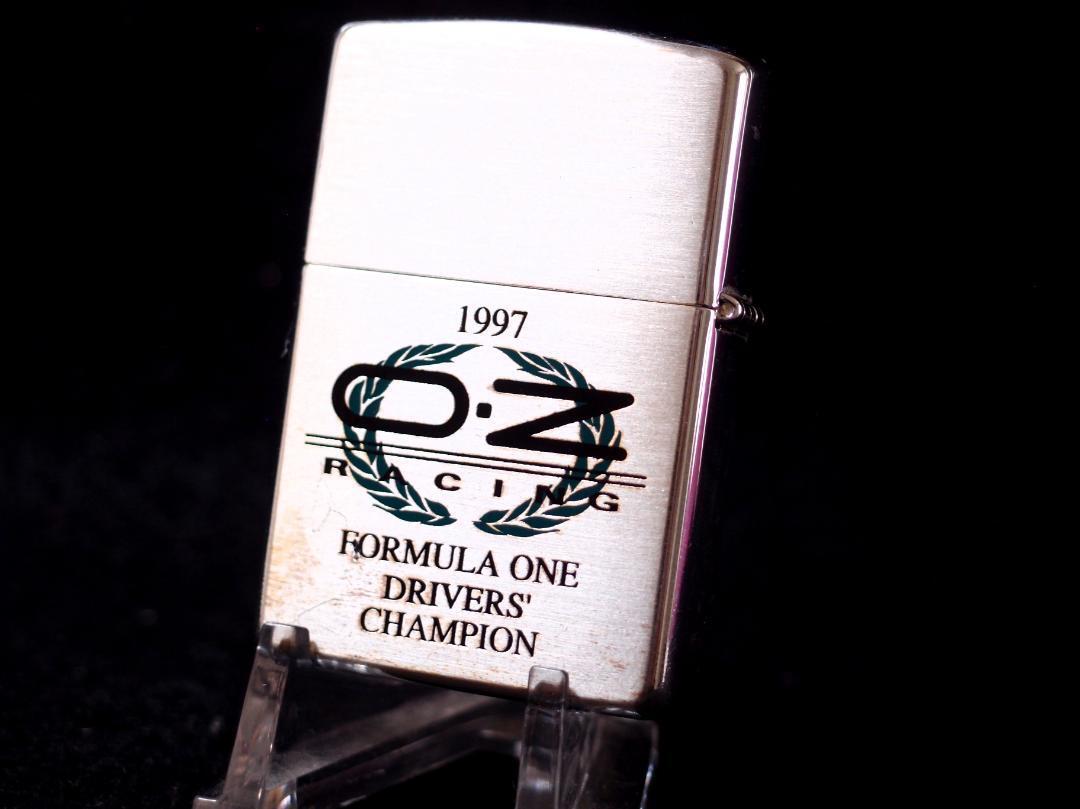 1997
O·Z
RACING
FORMULA ONE
DRIVERS'
CHAMPION